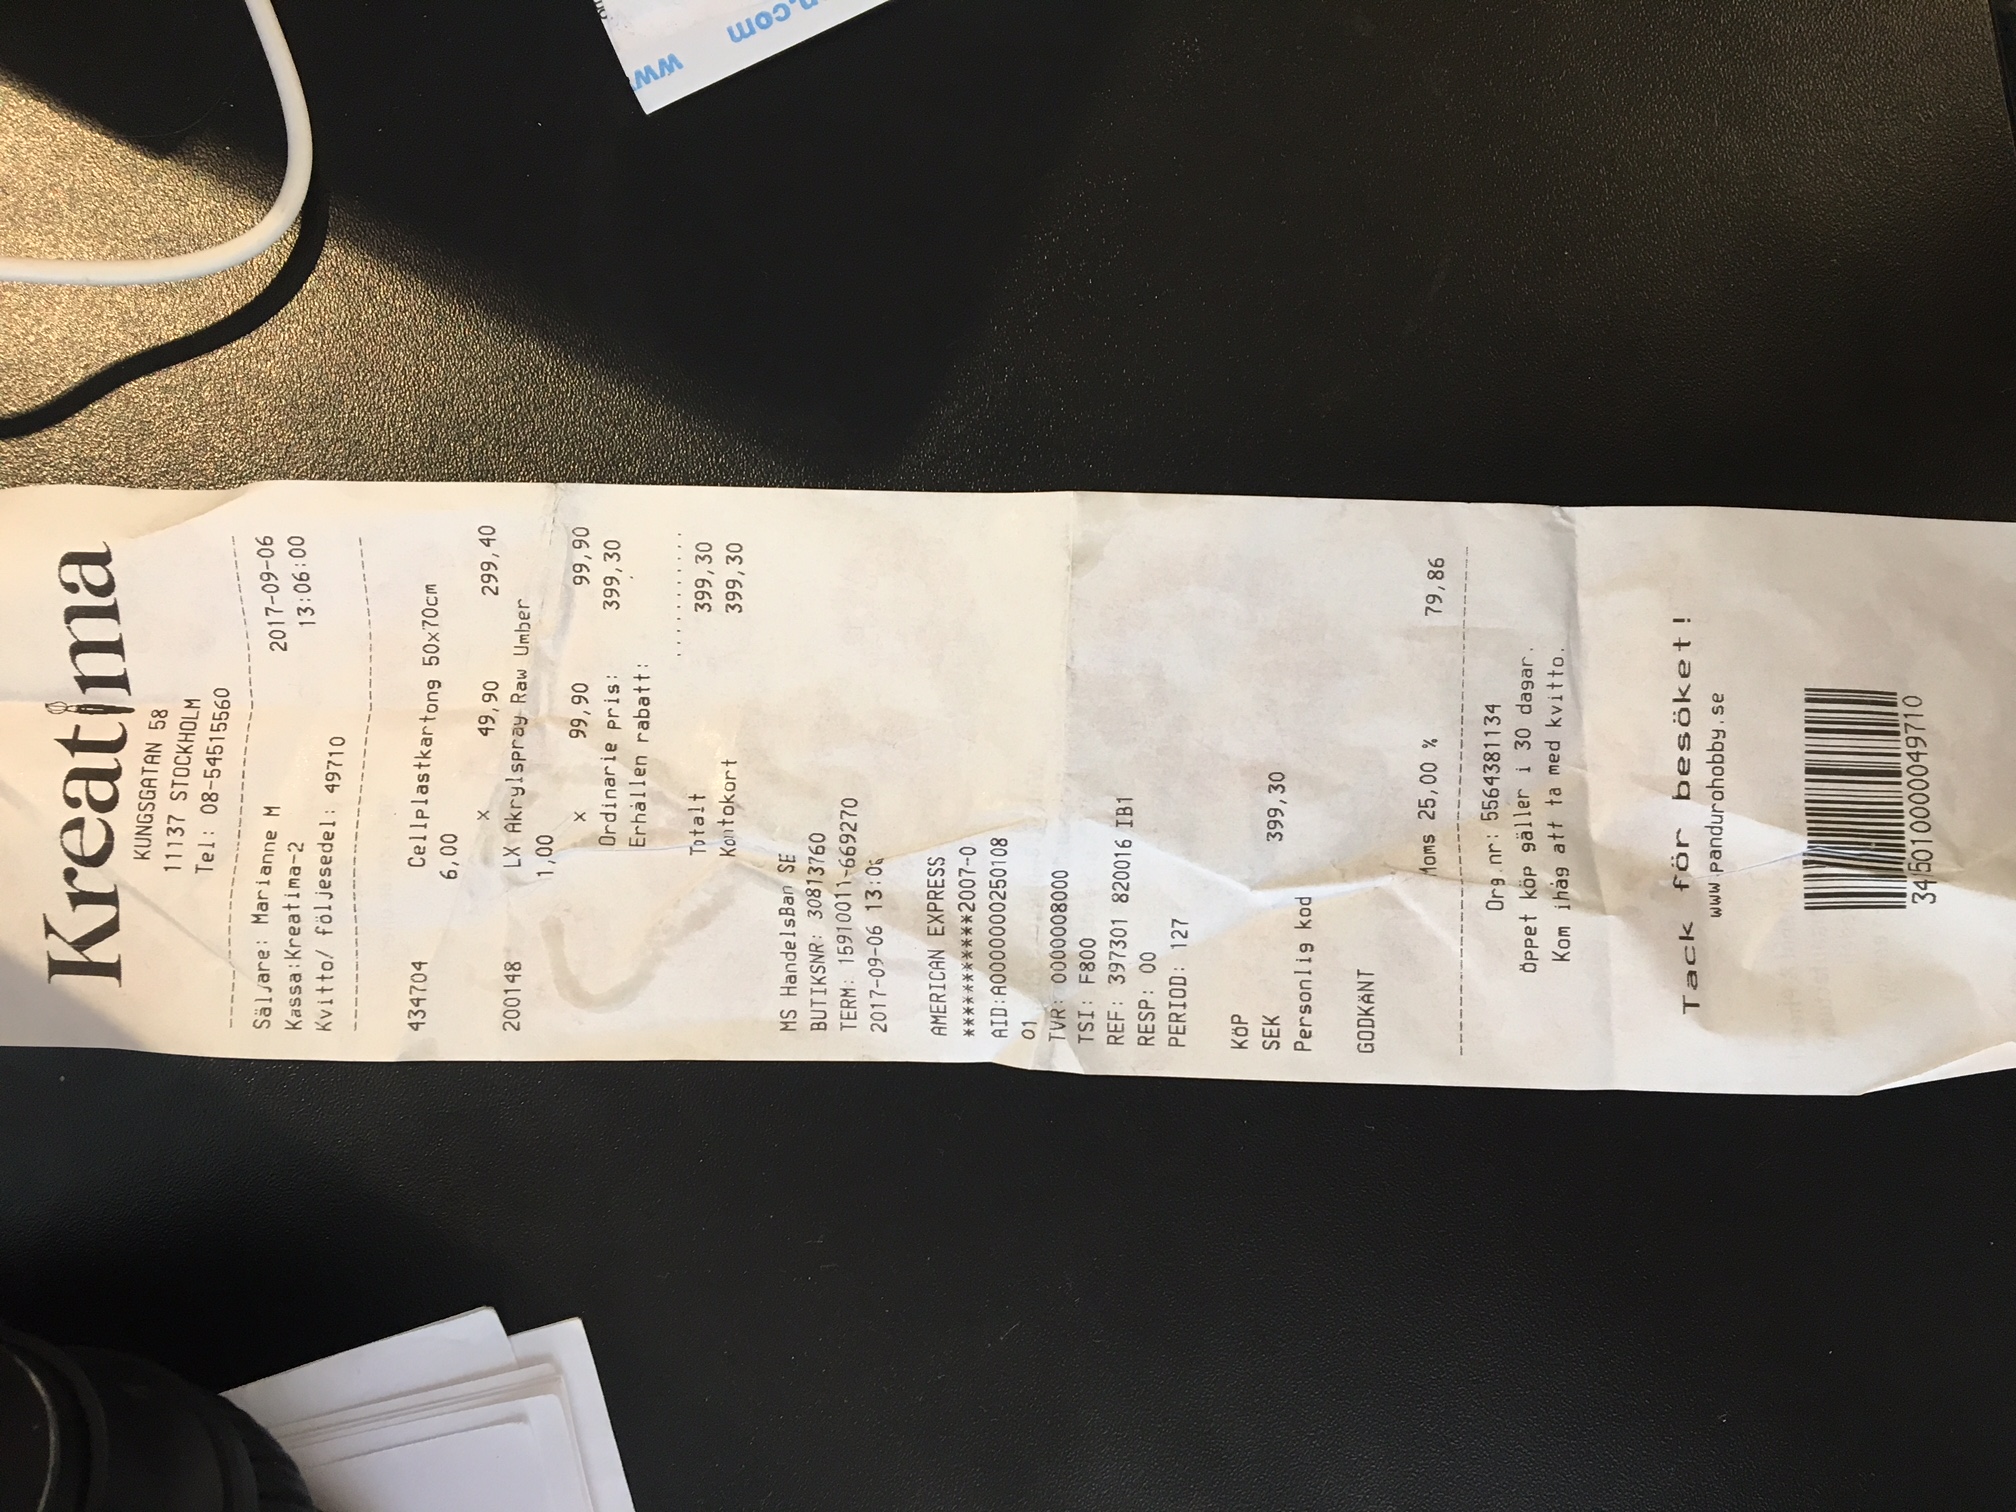 Kreatima
KUNGSGATAN 58
11137 STOCKHOLM
Tel: 08-54515560
Säljare: Marianne M 2017-09-06
Kassa:Kreatima-2 13:06:00
Kvitto/ följesedel: 49710
434704 Cellplastkartong 50x70cm
6,00
x 49,90 299,40
200148 LX Akrylspray Raw Umber
1,00
x 99,90 99,90
Ordinarie pris: 399,30
Erhållen rabatt:
...........
Totalt 399,30
Kontokort 399,30
MS HandelsBan SE
BUTIKSNR: 30813760
TERM: 15910011-669270
2017-09-06 13:06
AMERICAN EXPRESS
***********2007-0
AID:A0000000250108
01
TVR: 0000008000
TSI: F800
REF: 397301 820016 IB1
RESP: 00
PERIOD: 127
KÖP
SEK 399,30
Personlig kod
GODKÄNT
Moms 25,00 % 79,86
Org.nr: 5564381134
Öppet köp gäller i 30 dagar.
Kom ihåg att ta med kvitto.
Tack för besöket!
www.pandurohobby.se
345010000049710
www
n.com